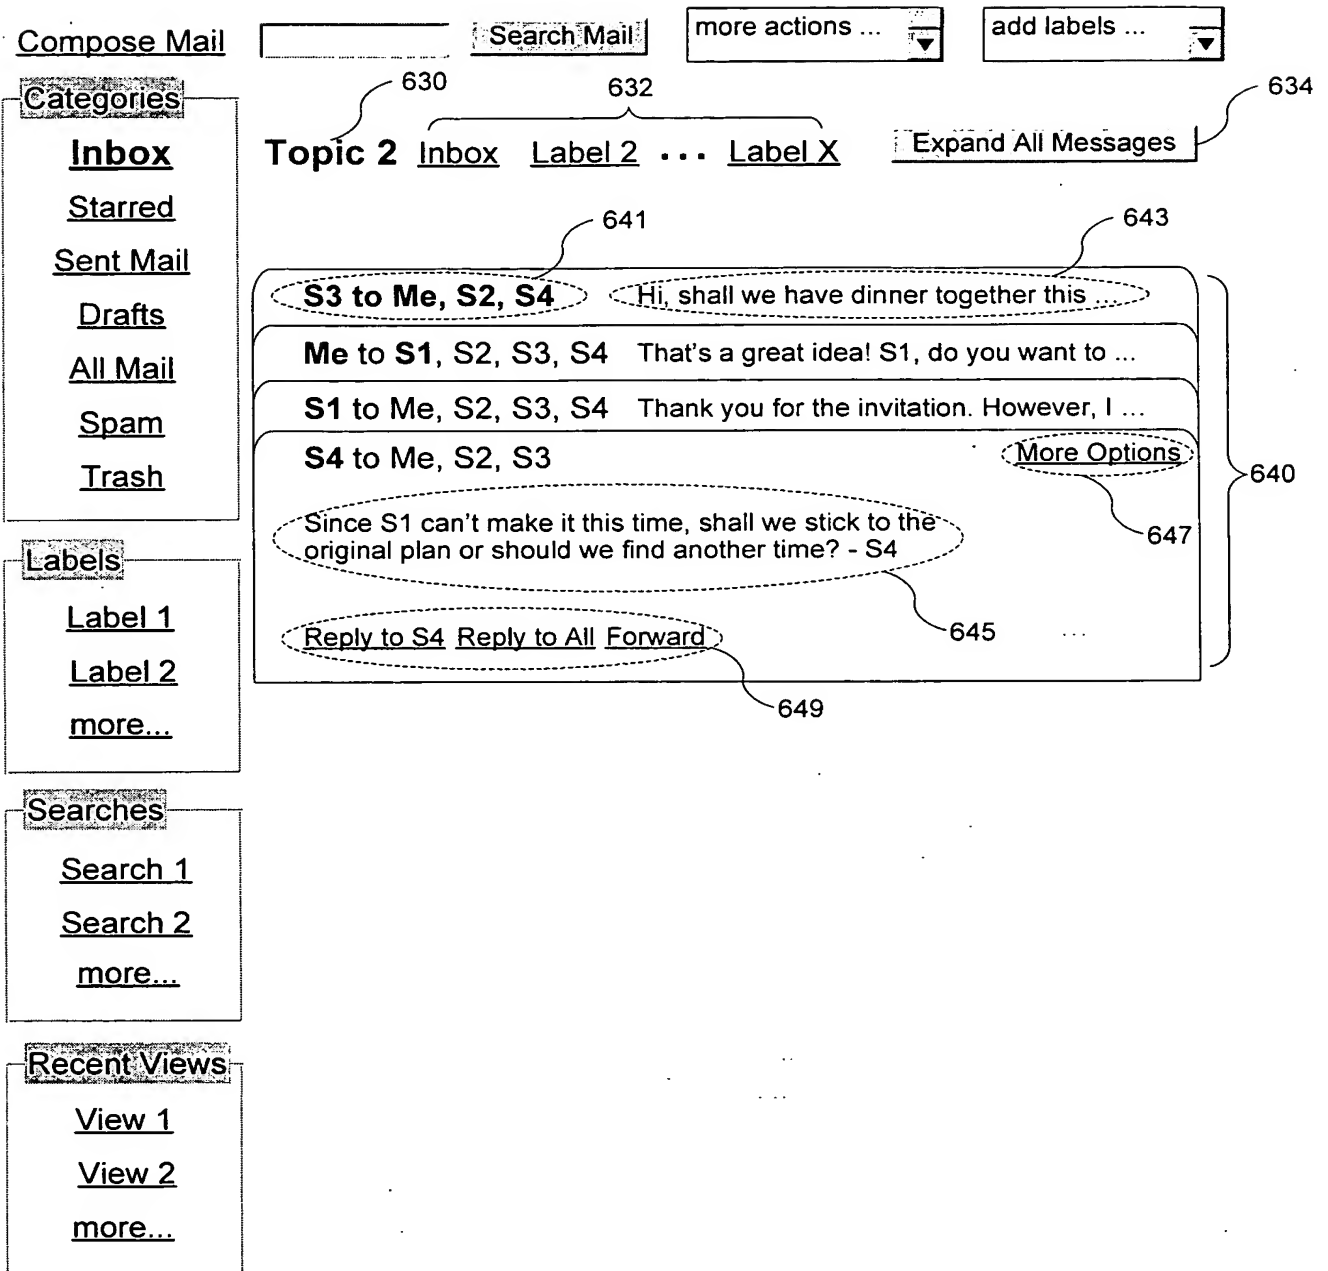 Compose Mail
Search Mail
more actions ...
add labels ...
630
632
634
Categories
Inbox
Starred
Sent Mail
Drafts
All Mail
Spam
Trash
Topic 2 Inbox Label 2 ... Label X
Expand All Messages
641
643
S3 to Me, S2, S4 Hi, shall we have dinner together this ...
Me to S1, S2, S3, S4 That's a great idea! S1, do you want to ...
S1 to Me, S2, S3, S4 Thank you for the invitation. However, I ...
S4 to Me, S2, S3
More Options
640
647
Since S1 can't make it this time, shall we stick to the
original plan or should we find another time? - S4
645
Reply to S4 Reply to All Forward
649
Labels
Label 1
Label 2
more...
Searches
Search 1
Search 2
more...
Recent Views
View 1
View 2
more...